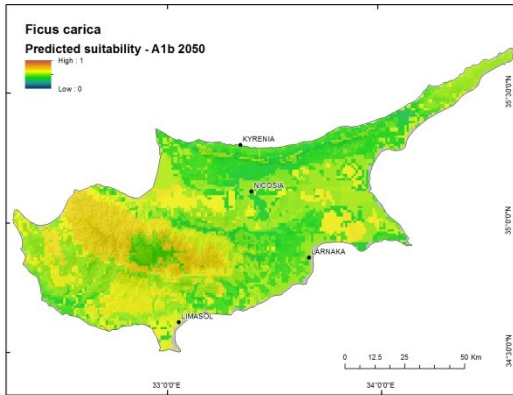 Ficus carica
Predicted suitability - A1b 2050
High : 1
Low : 0
35°30'0"N
KYRENIA
NICOSIA
35°0'0"N
LARNAKA
LIMASOL
34°30'0"N
0 12.5 25 50 Km
33°0'0"E 34°0'0"E